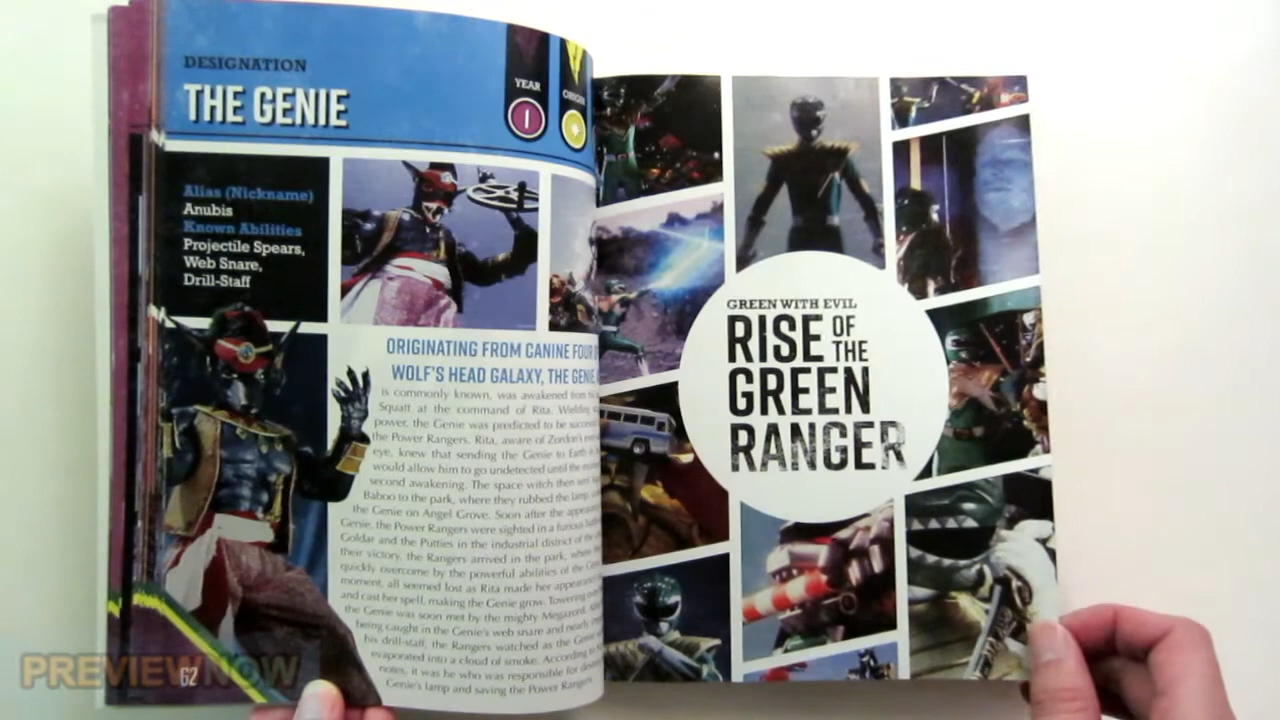 DESIGNATION
THE GENIE
YEAR
1
Alias (Nickname)
Anubis
Known Abilities
Projectile Spears,
Web Snare,
Drill-Staff
ORIGINATING FROM CANINE FOUR
WOLF'S HEAD GALAXY, THE GENIE,
is commonly known, was awakened from
Squatt at the command of Rita. Wielding
power, the Genie was predicted to be
the Power Rangers. Rita, aware of Zordon's
eye, knew that sending the Genie to Earth
would allow him to go undetected until the
second awakening. The space witch then sent
Baboo to the park, where they rubbed the lamp,
the Genie on Angel Grove. Soon after the
Genie, the Power Rangers were sighted in a furious
Goldar and the Putties in the industrial district of the
their victory, the Rangers arrived in the park, where
quickly overcome by the powerful abilities of the
moment, all seemed lost as Rita made her
and cast her spell, making the Genie grow. Towering
the Genie was soon met by the mighty Megazord.
being caught in the Genie's web snare and nearly
his drill-staff, the Rangers watched as the Genie
evaporated into a cloud of smoke. According to
notes, it was he who was responsible for
Genie's lamp and saving the Power Rangers.
62
PREVIEW NOW
GREEN WITH EVIL
RISE OF
THE
GREEN
RANGER